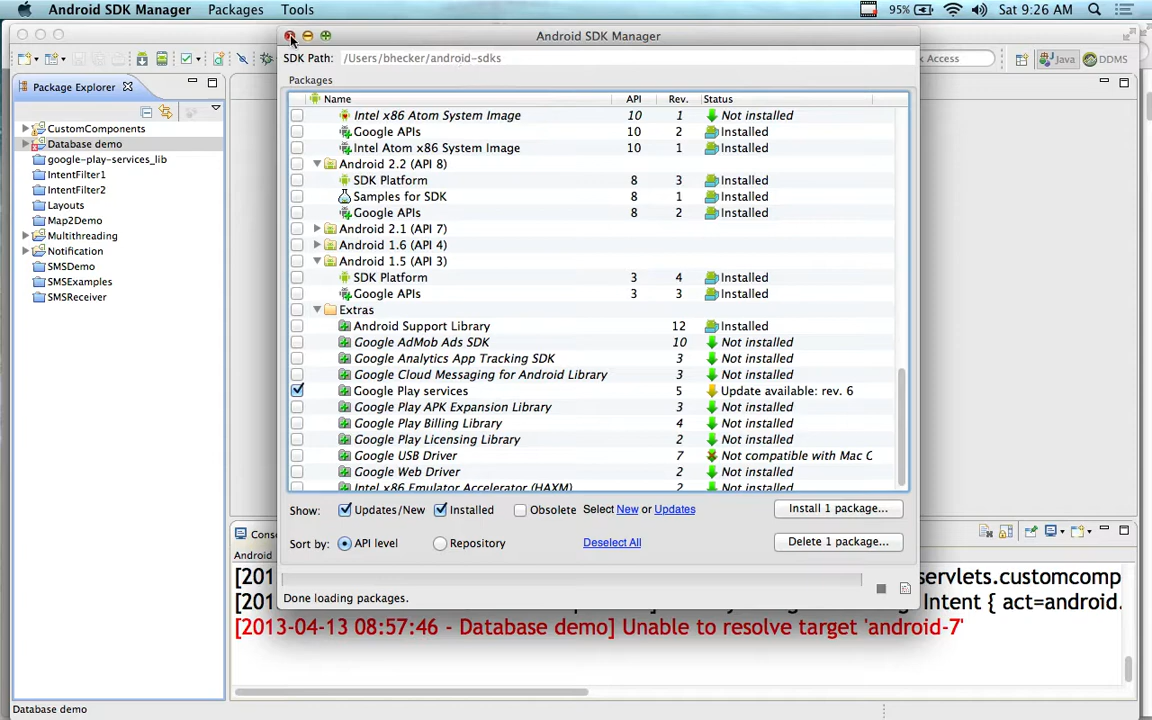 Android SDK Manager Packages Tools 95% Sat 9:26 AM
Android SDK Manager
SDK Path: /Users/bhecker/android-sdks
Access
Java DDMS
Packages
Package Explorer
Name API Rev. Status
Intel x86 Atom System Image 10 1 Not installed
Google APIs 10 2 Installed
Intel Atom x86 System Image 10 1 Installed
Android 2.2 (API 8)
SDK Platform 8 3 Installed
Samples for SDK 8 1 Installed
Google APIs 8 2 Installed
Android 2.1 (API 7)
Android 1.6 (API 4)
Android 1.5 (API 3)
SDK Platform 3 4 Installed
Google APIs 3 3 Installed
Extras
Android Support Library 12 Installed
Google AdMob Ads SDK 10 Not installed
Google Analytics App Tracking SDK 3 Not installed
Google Cloud Messaging for Android Library 3 Not installed
Google Play services 5 Update available: rev. 6
Google Play APK Expansion Library 3 Not installed
Google Play Billing Library 4 Not installed
Google Play Licensing Library 2 Not installed
Google USB Driver 7 Not compatible with Mac O
Google Web Driver 2 Not installed
Intel x86 Emulator Accelerator (HAXM) 2 Not installed
CustomComponents
Database demo
google-play-services_lib
IntentFilter1
IntentFilter2
Layouts
Map2Demo
Multithreading
Notification
SMSDemo
SMSExamples
SMSReceiver
Show: Updates/New Installed Obsolete Select New or Updates Install 1 package...
Sort by: API level Repository Deselect All Delete 1 package...
Done loading packages.
Conso
Android
[201 servlets.customcomp
[201 Intent { act=android.
[2013-04-13 08:57:46 - Database demo] Unable to resolve target 'android-7'
Database demo